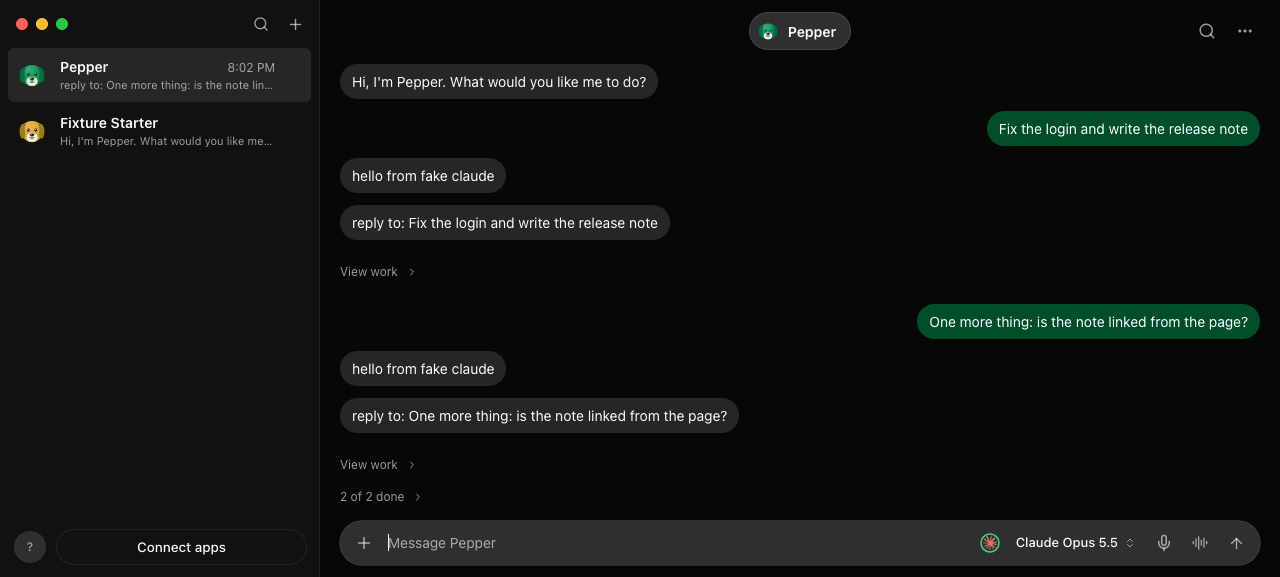 Pepper
8:02 PM
reply to: One more thing: is the note lin...
Fixture Starter
Hi, I'm Pepper. What would you like me...
?
Connect apps
Pepper
Hi, I'm Pepper. What would you like me to do?
Fix the login and write the release note
hello from fake claude
reply to: Fix the login and write the release note
View work
One more thing: is the note linked from the page?
hello from fake claude
reply to: One more thing: is the note linked from the page?
View work
2 of 2 done
Message Pepper
Claude Opus 5.5